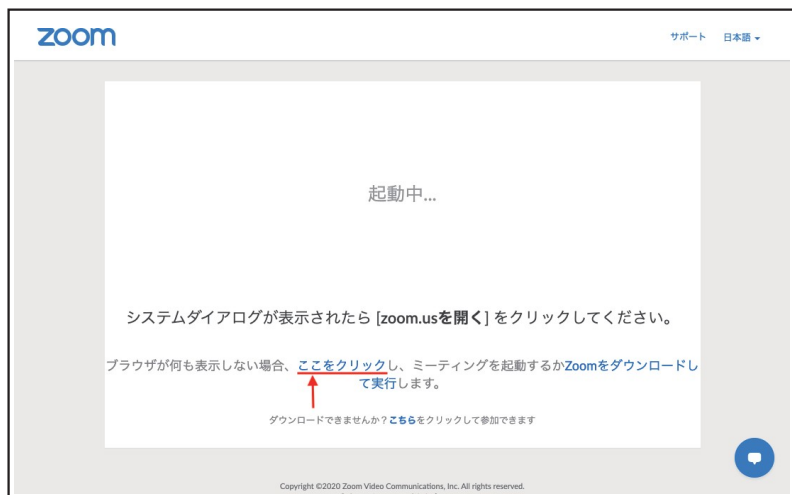 zoom
サポート 日本語
起動中...
システムダイアログが表示されたら [zoom.usを開く] をクリックしてください。
ブラウザが何も表示しない場合、ここをクリックし、ミーティングを起動するかZoomをダウンロードし
て実行します。
ダウンロードできませんか？こちらをクリックして参加できます
Copyright ©2020 Zoom Video Communications, Inc. All rights reserved.